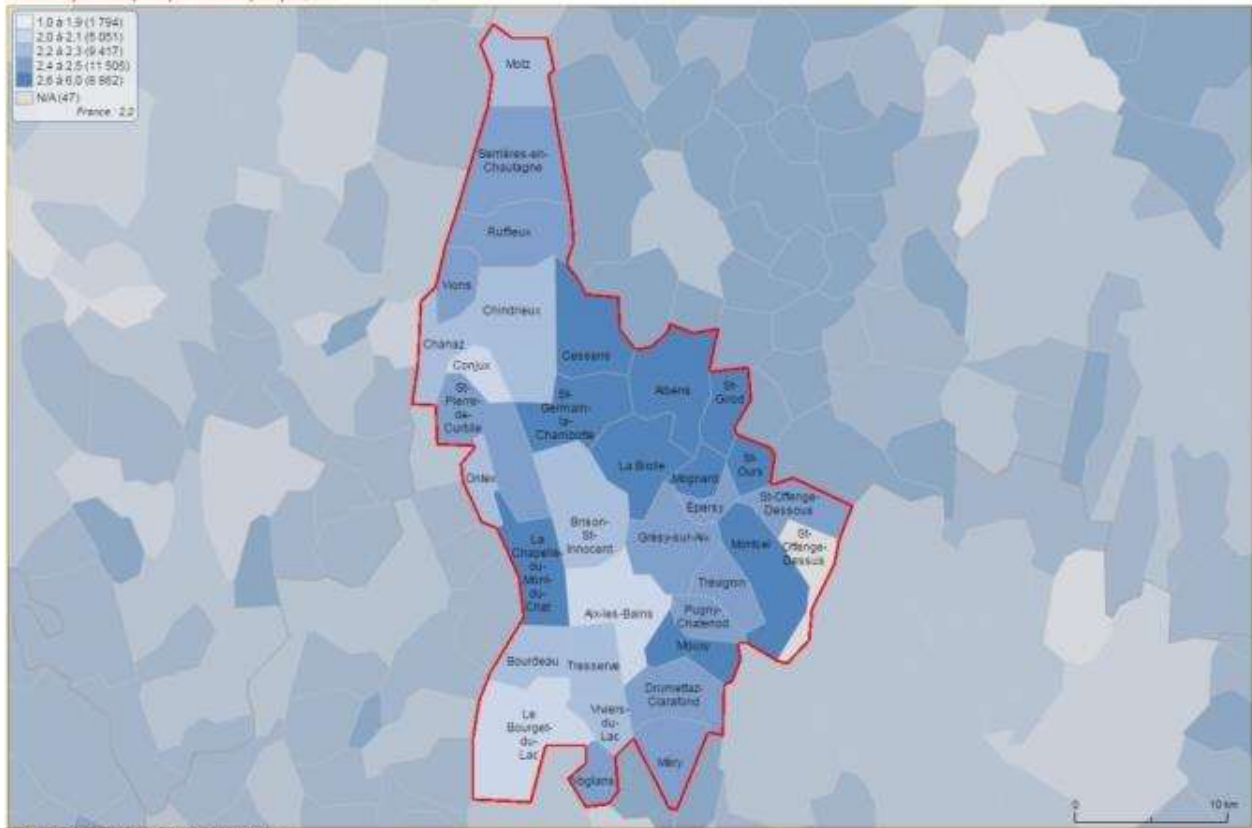 1,0 à 1,9 (1 794)
2,0 à 2,1 (5 051)
2,2 à 2,3 (9 417)
2,4 à 2,5 (11 505)
2,6 à 6,0 (8 862)
N/A (47)
France : 2,2
Motz
Serrières-en-
Chautagne
Ruffieux
Vions
Chindrieux
Chanaz
Conjux
Cessens
St-
Pierre-
de-
Curtille
St-
Germain-
la-
Chambotte
Albens
St-
Girod
La Biolle
Mognard
St-
Ours
Ontex
Épersy
St-Offenge-
Dessous
Brison-
St-
Innocent
Grésy-sur-Aix
Montcel
St-
Offenge-
Dessus
La
Chapelle-
du-
Mont-
du-
Chat
Trévignin
Aix-les-Bains
Pugny-
Chatenod
Mouxy
Bourdeau
Tresserve
Drumettaz-
Clarafond
Le
Bourget-
du-
Lac
Viviers-
du-
Lac
Méry
Voglans
0 10 km